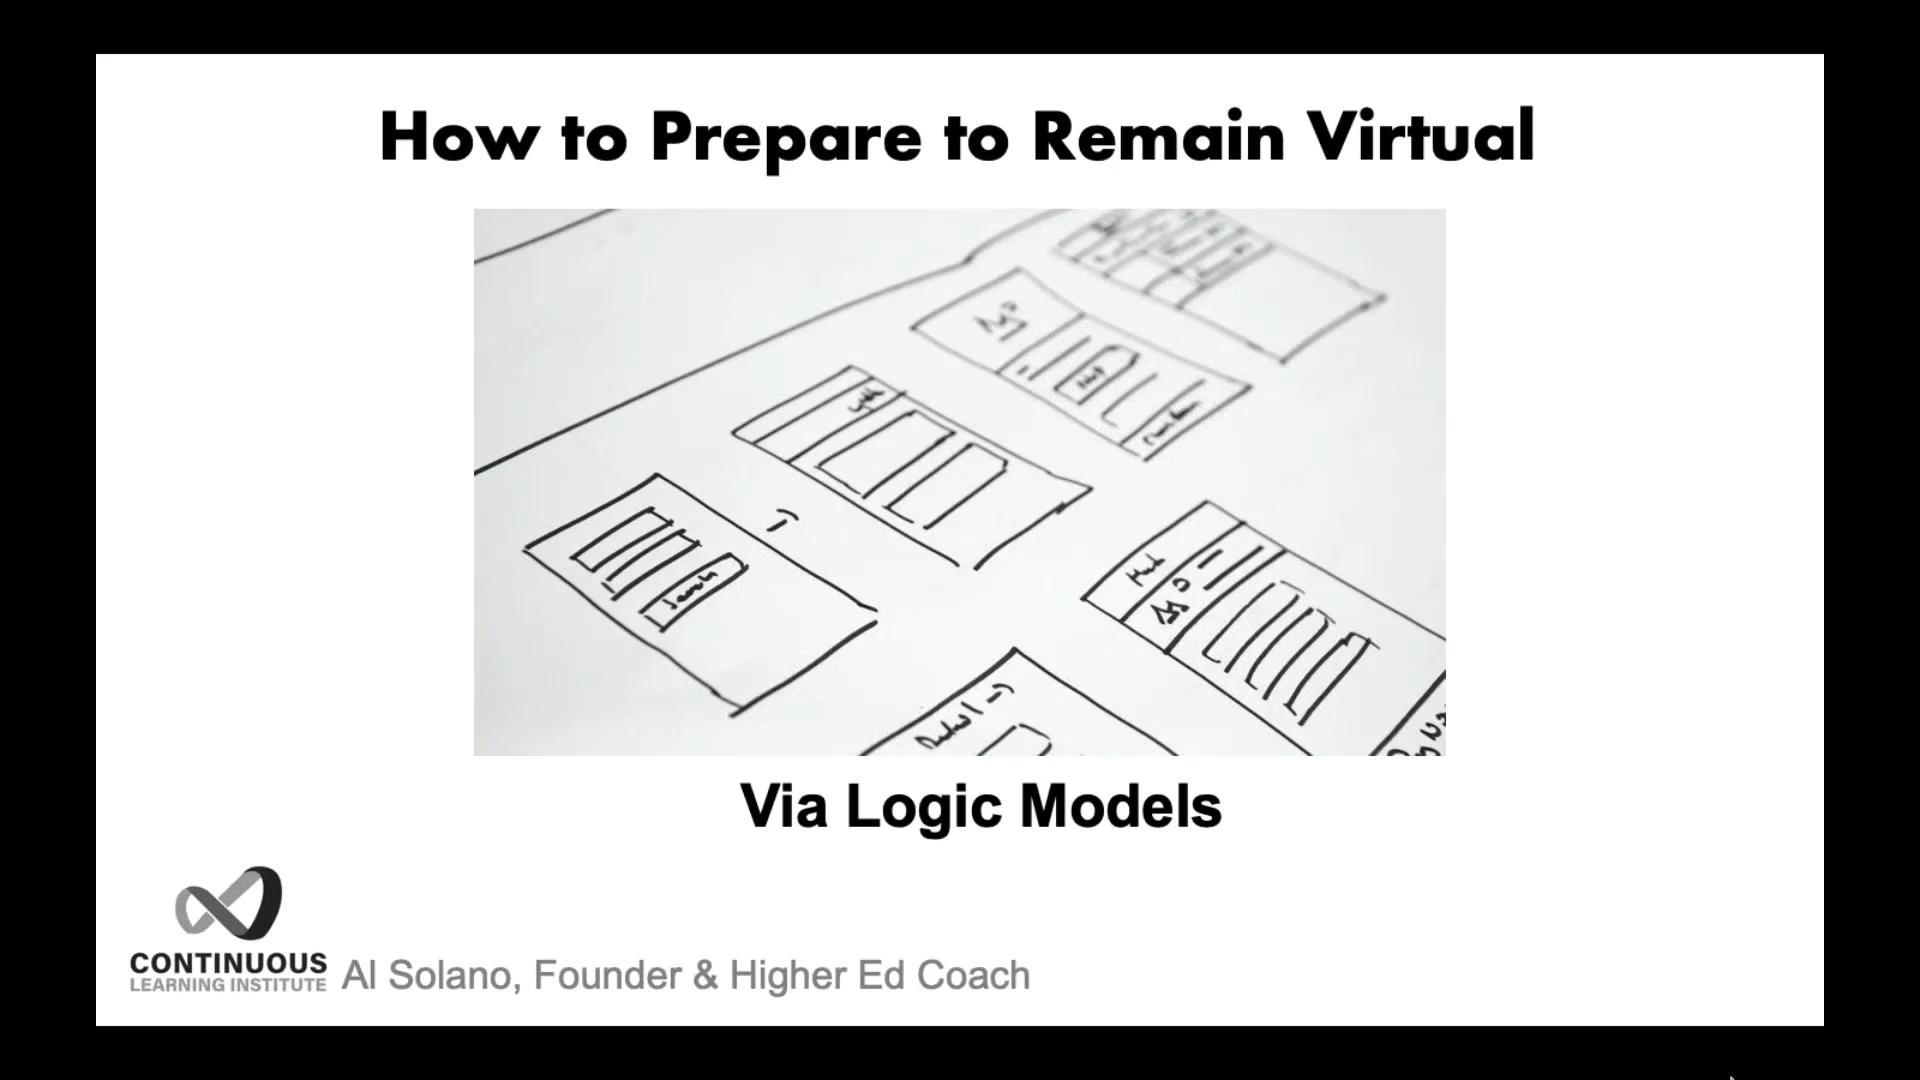 How to Prepare to Remain Virtual
Via Logic Models
CONTINUOUS
LEARNING INSTITUTE
Al Solano, Founder & Higher Ed Coach